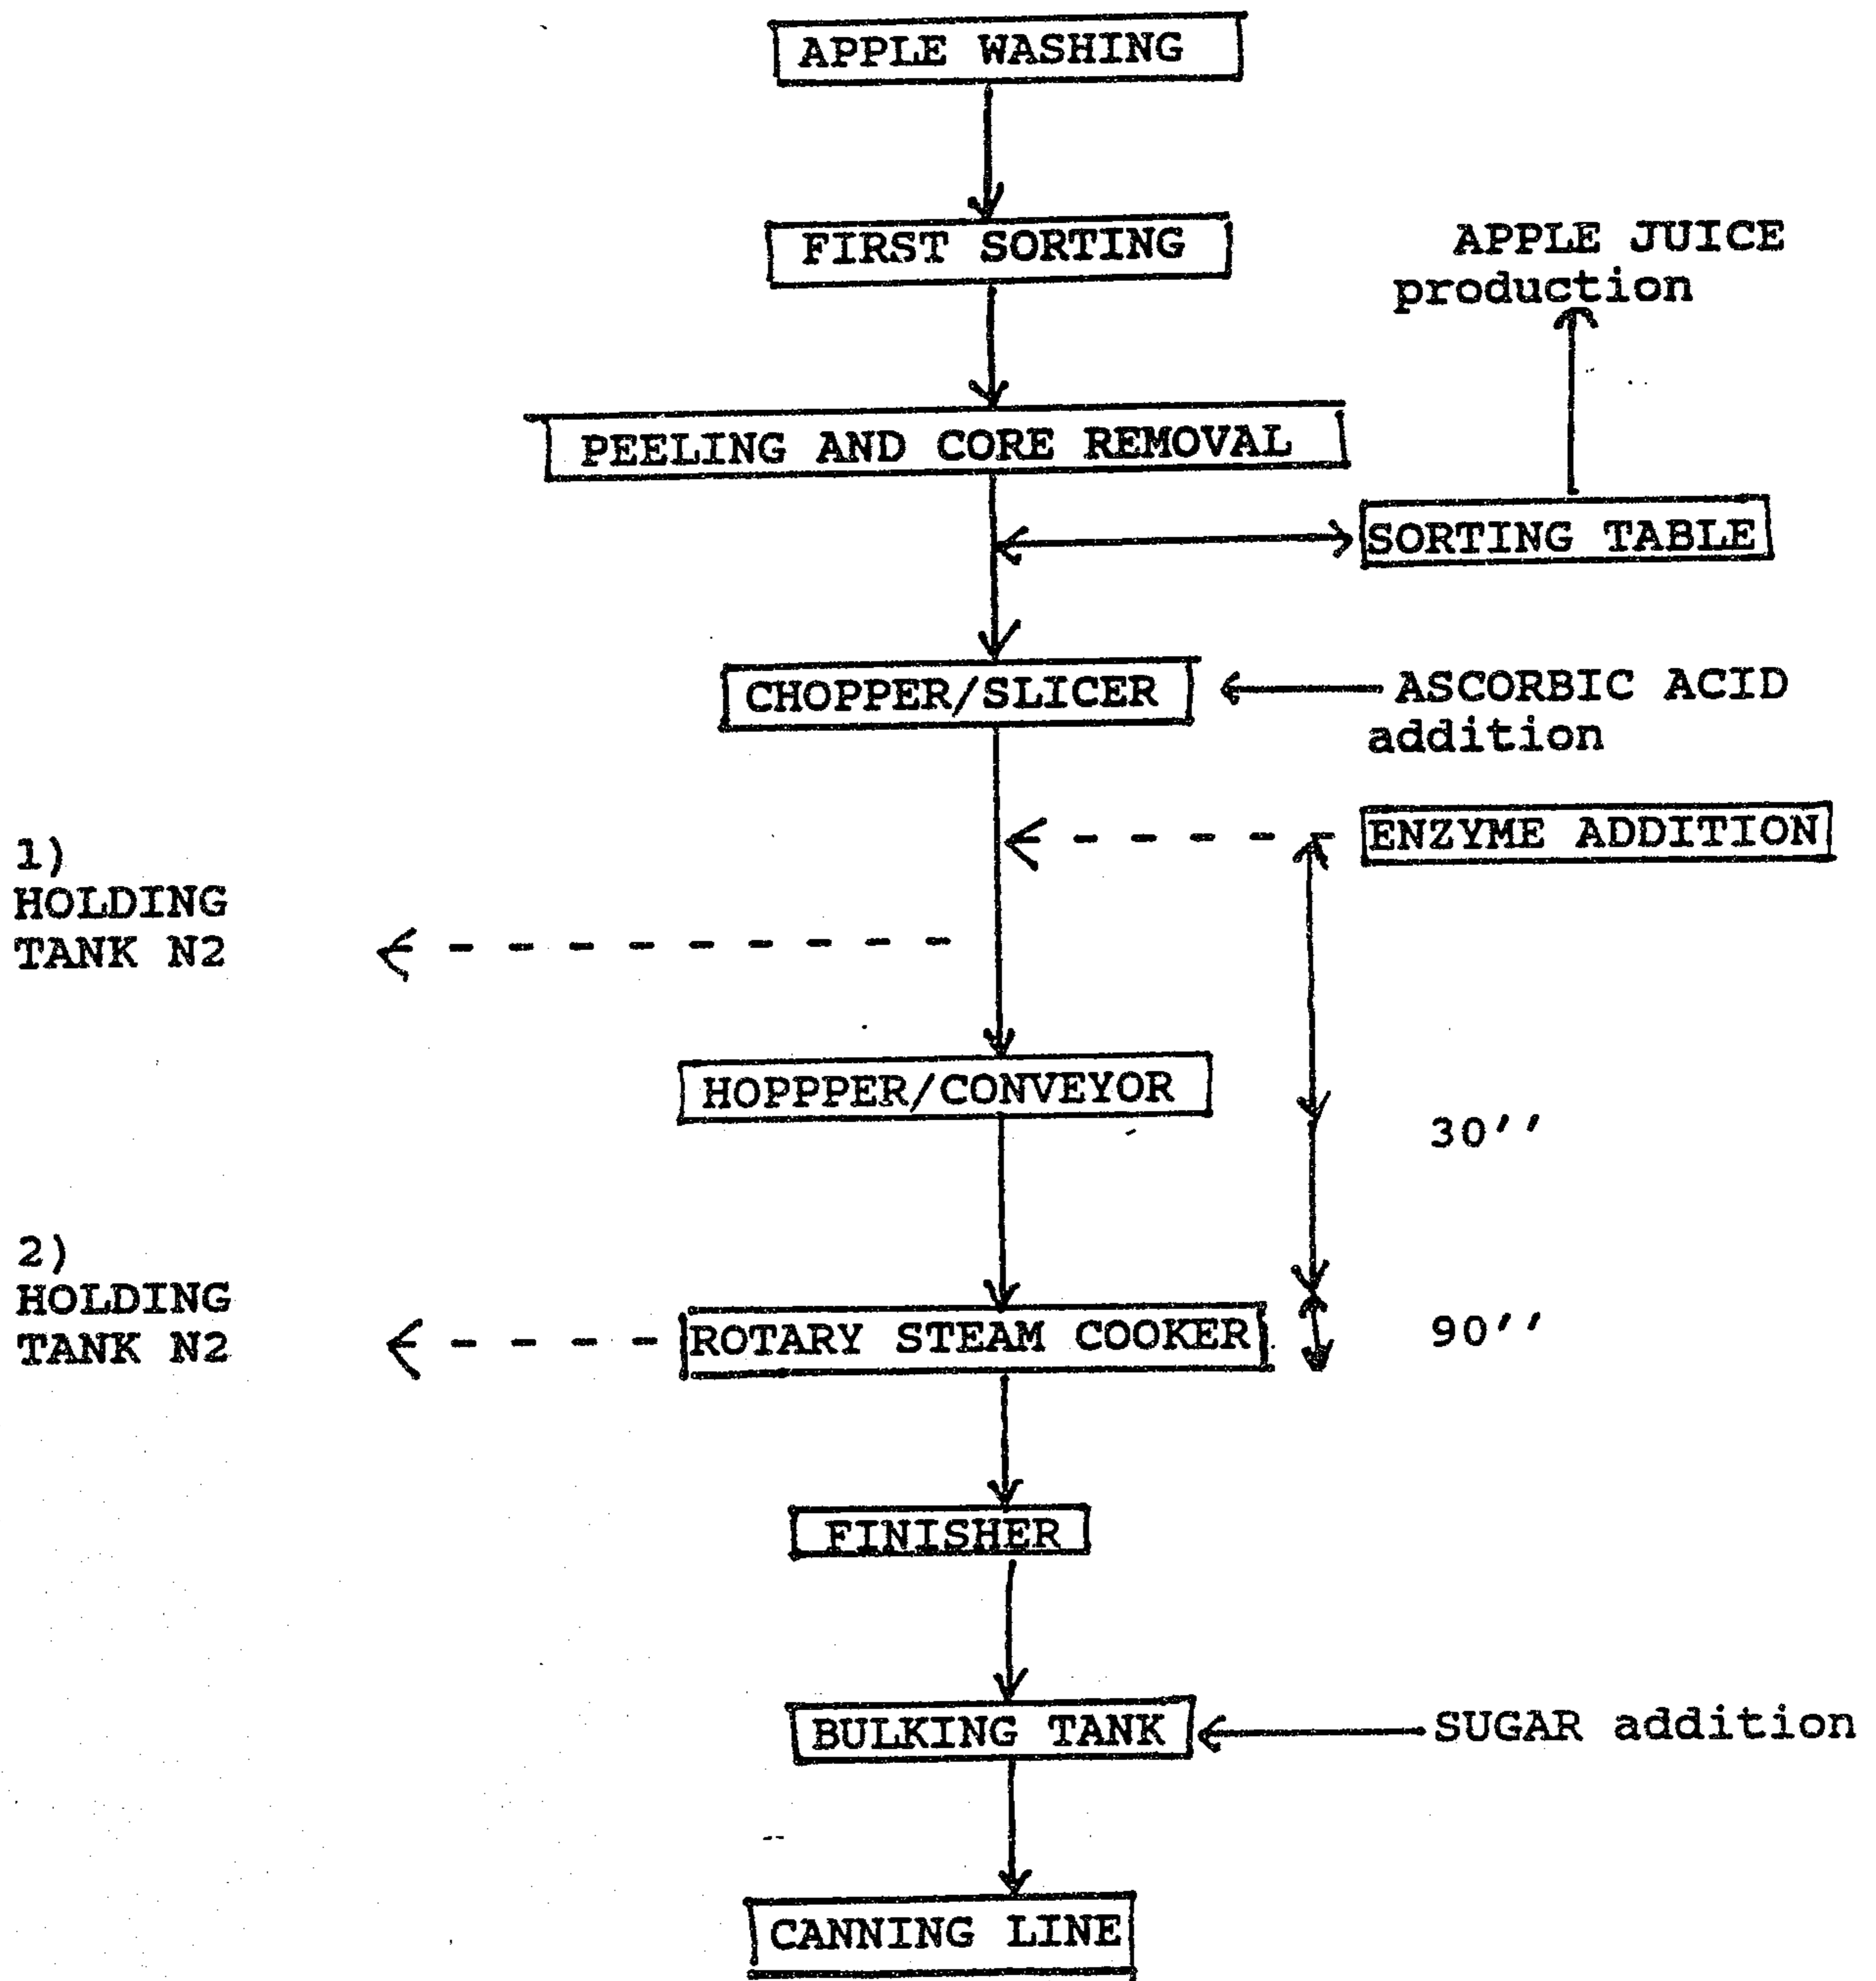 APPLE WASHING
FIRST SORTING
APPLE JUICE
production
PEELING AND CORE REMOVAL
SORTING TABLE
CHOPPER/SLICER
ASCORBIC ACID
addition
ENZYME ADDITION
1)
HOLDING
TANK N2
HOPPPER/CONVEYOR
30''
2)
HOLDING
TANK N2
ROTARY STEAM COOKER
90''
FINISHER
BULKING TANK
SUGAR addition
CANNING LINE